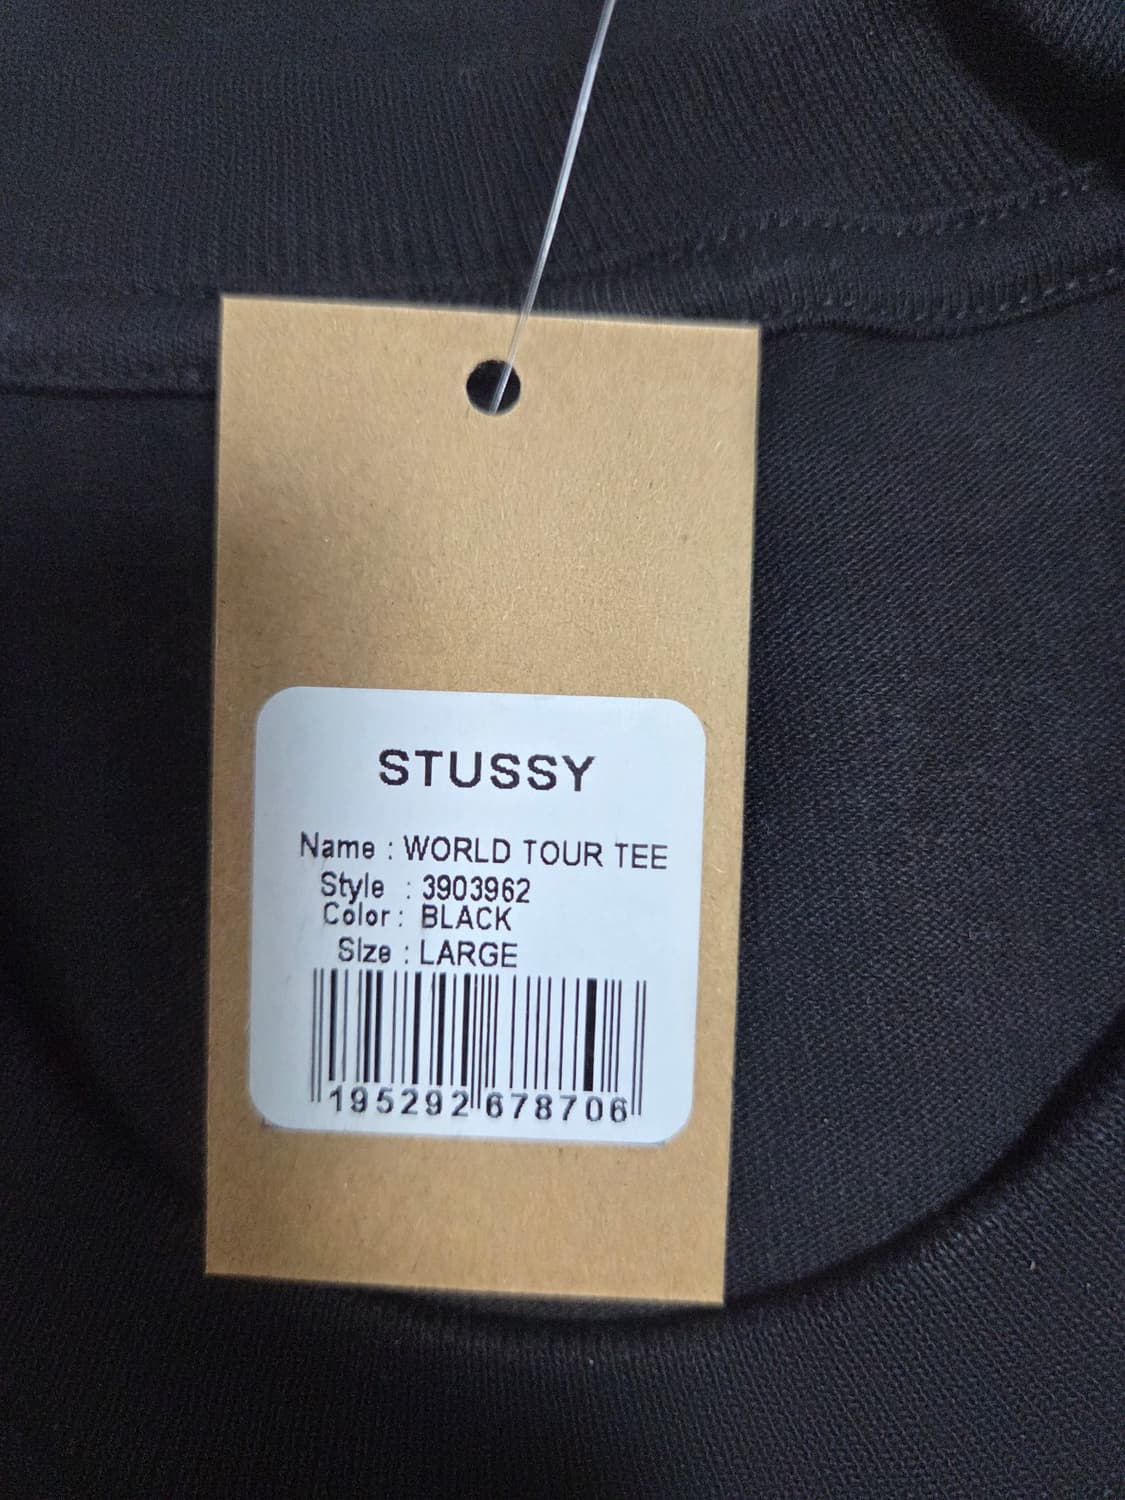 STUSSY
Name : WORLD TOUR TEE
Style : 3903962
Color : BLACK
SIze : LARGE
195292 678706